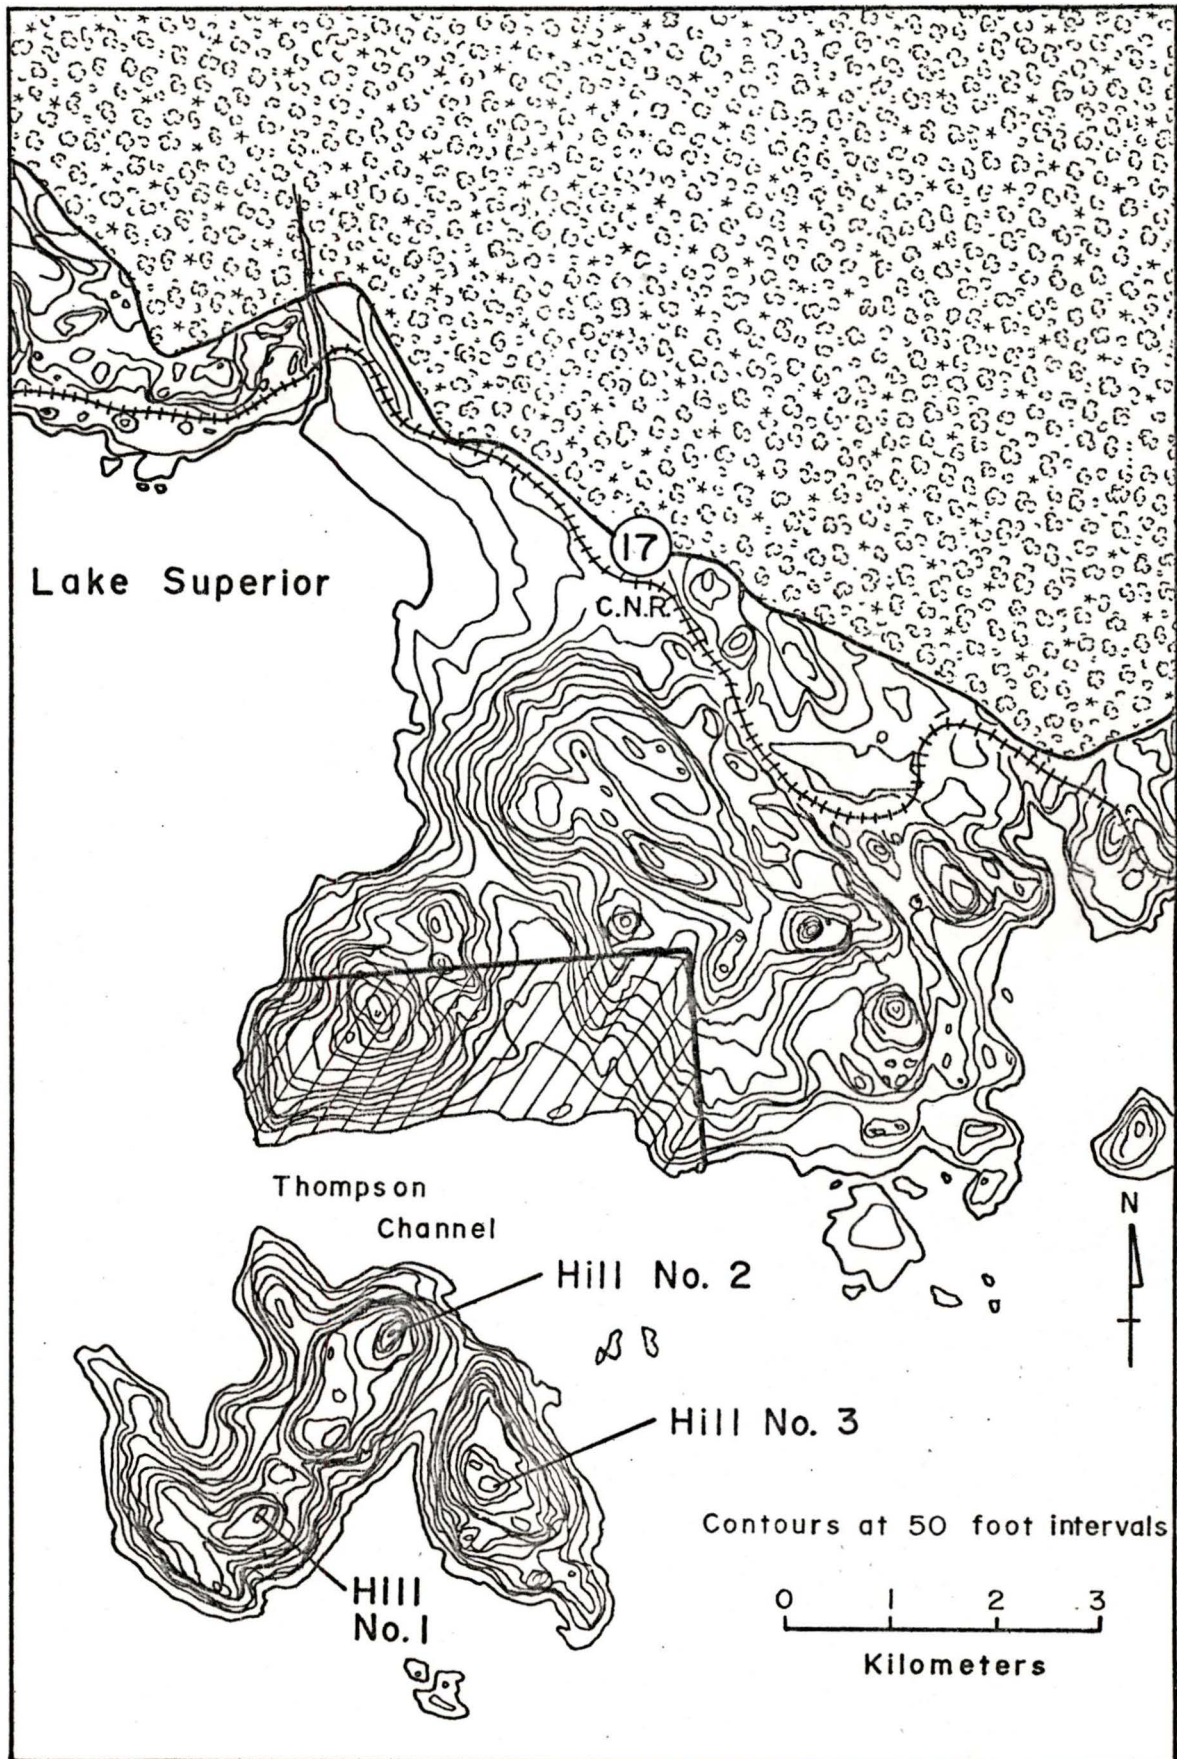 17
Lake Superior
C.N.R.
Thompson
Channel
N
Hill No. 2
Hill No. 3
Contours at 50 foot intervals
Hill
No. 1
0 1 2 3
Kilometers